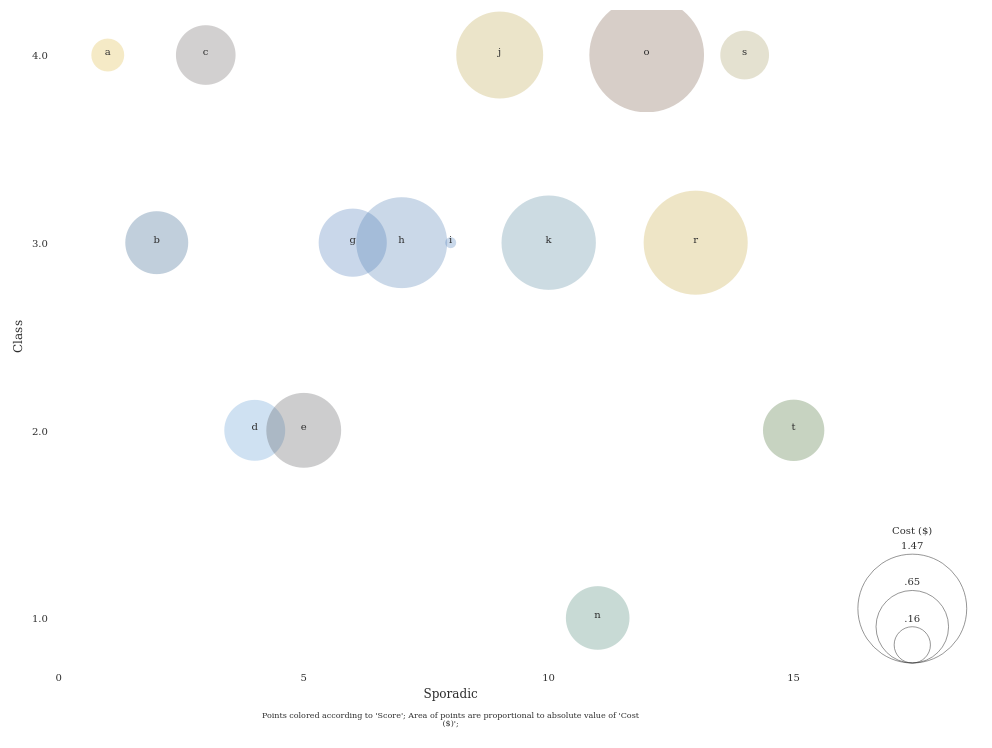 4.0
a
c
j
o
s
3.0
b
g
h
i
k
r
Class
2.0
d
e
t
Cost ($)
1.47
.65
.16
1.0
n
0
5
10
15
Sporadic
Points colored according to 'Score'; Area of points are proportional to absolute value of 'Cost
($)';